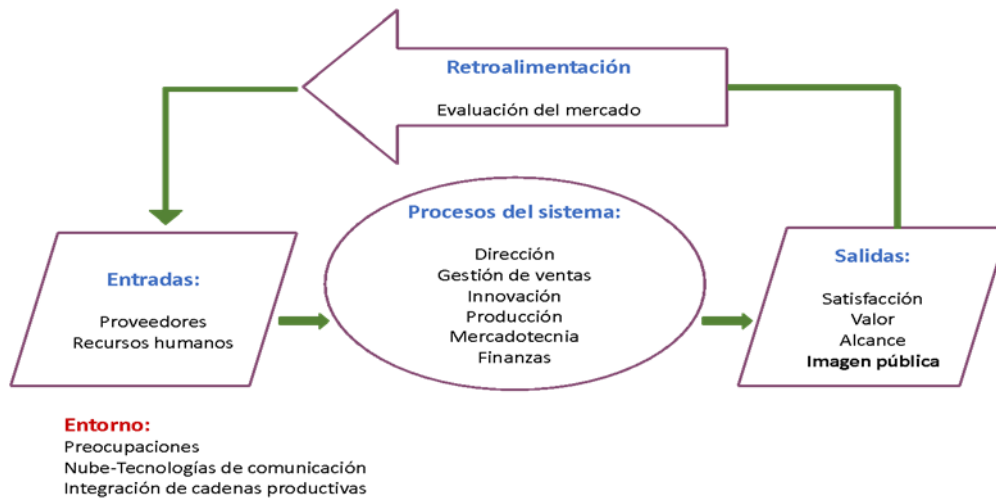 Retroalimentación
Evaluación del mercado
Procesos del sistema:
Dirección
Gestión de ventas
Innovación
Producción
Mercadotecnia
Finanzas
Entradas:
Proveedores
Recursos humanos
Salidas:
Satisfacción
Valor
Alcance
Imagen pública
Entorno:
Preocupaciones
Nube-Tecnologías de comunicación
Integración de cadenas productivas